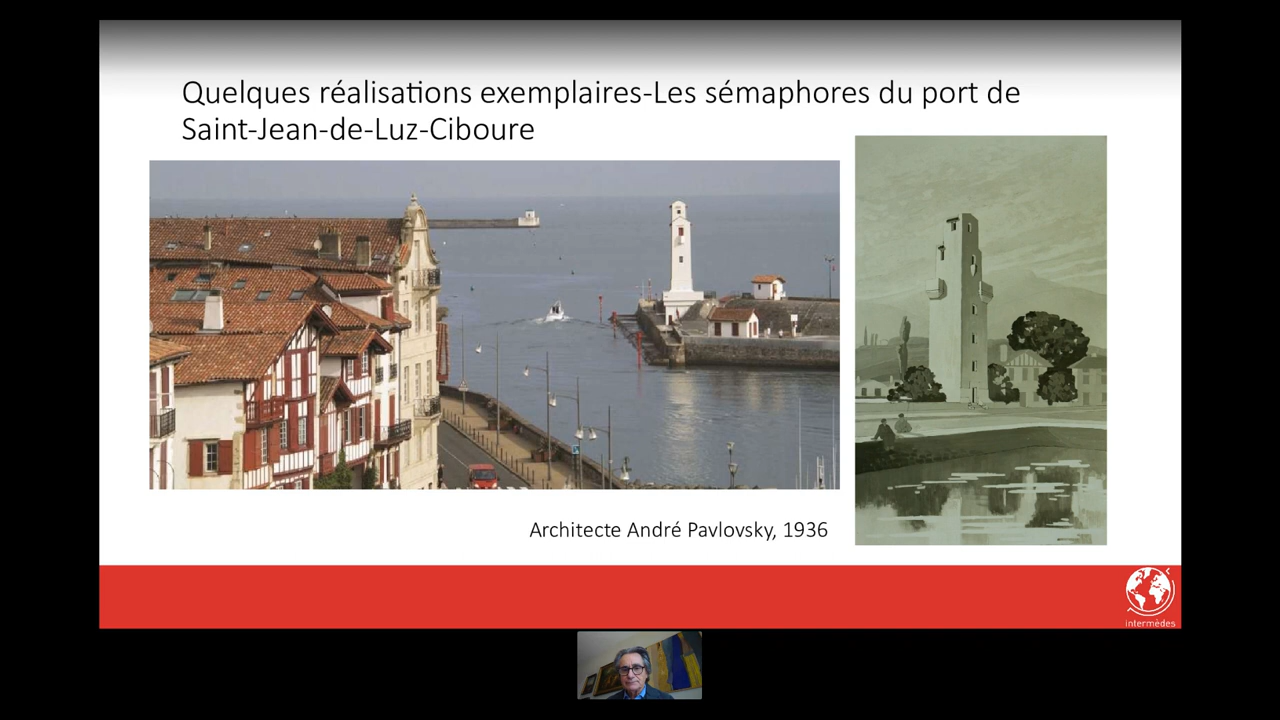 Quelques réalisations exemplaires-Les sémaphores du port de
Saint-Jean-de-Luz-Ciboure
Architecte André Pavlovsky, 1936
intermèdes